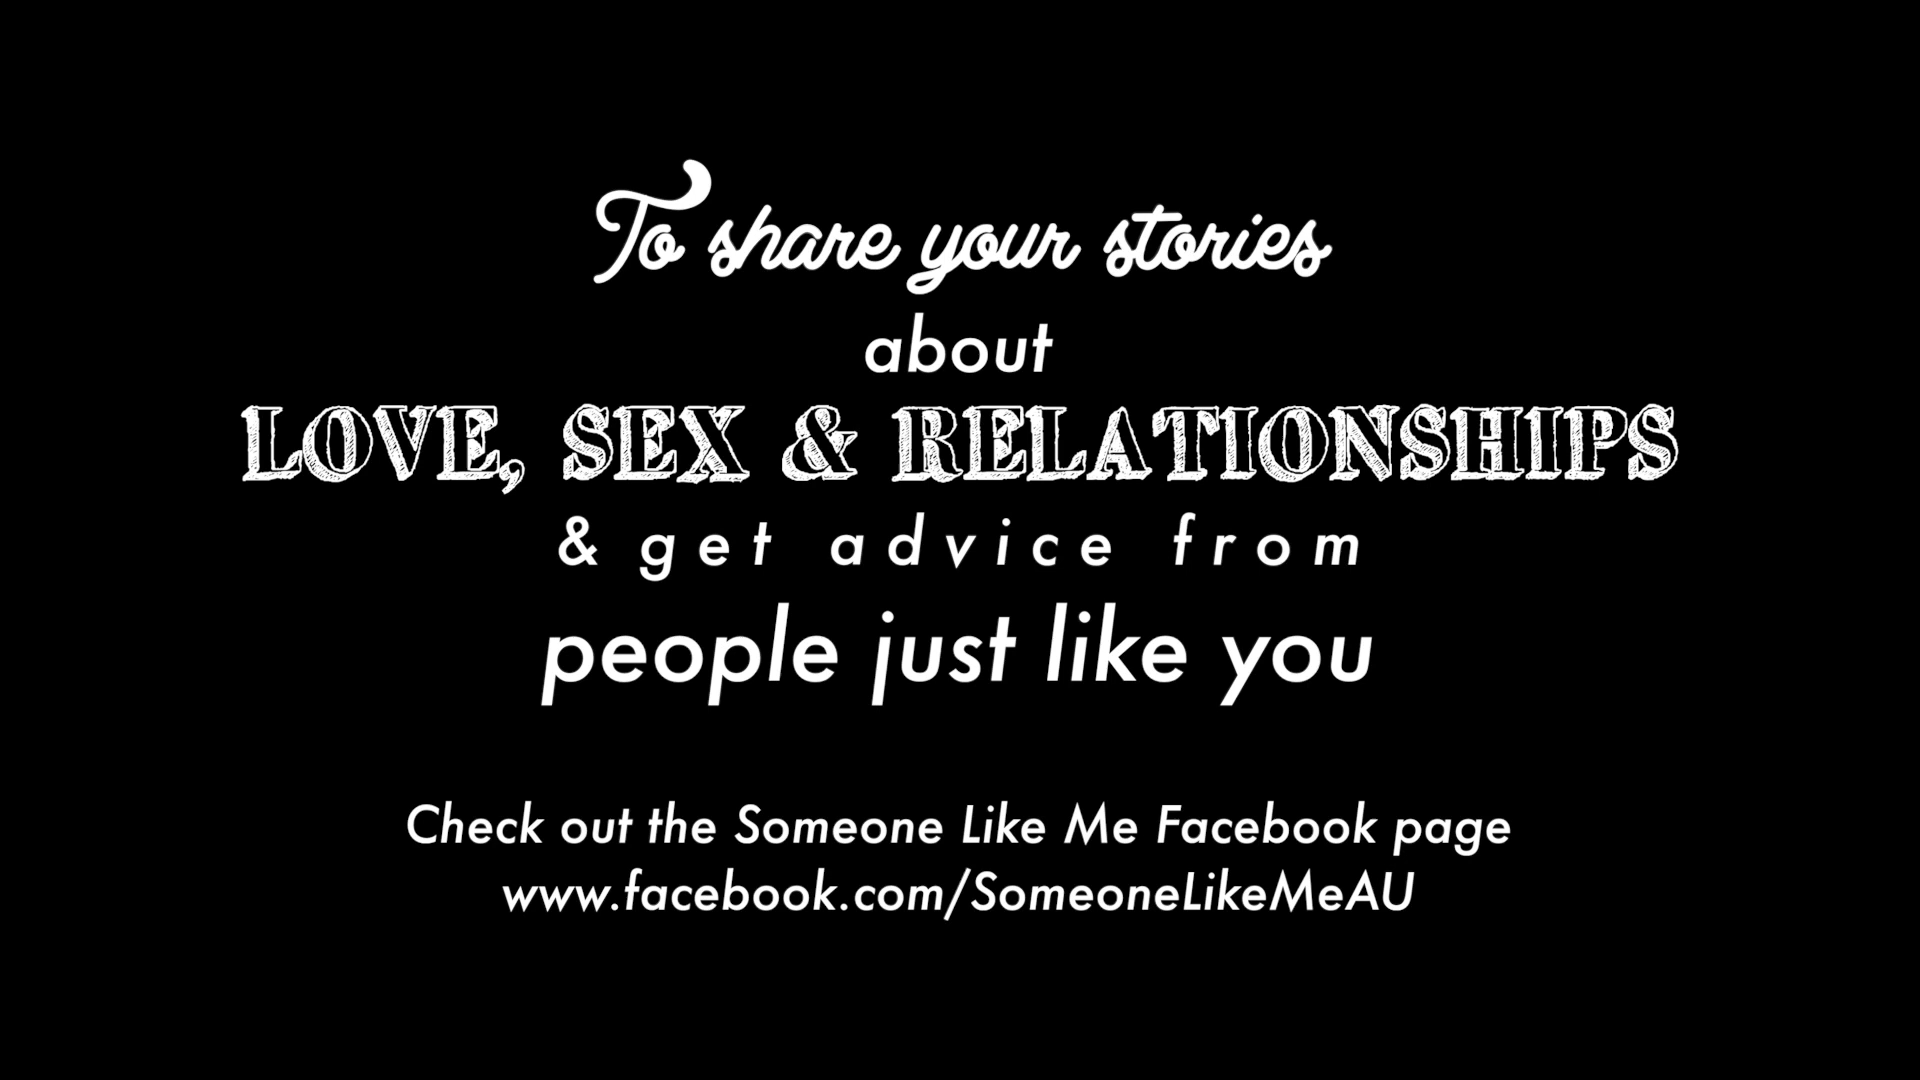 To share your stories
about
LOVE, SEX & RELATIONSHIPS
& get advice from
people just like you
Check out the Someone Like Me Facebook page
www.facebook.com/SomeoneLikeMeAU